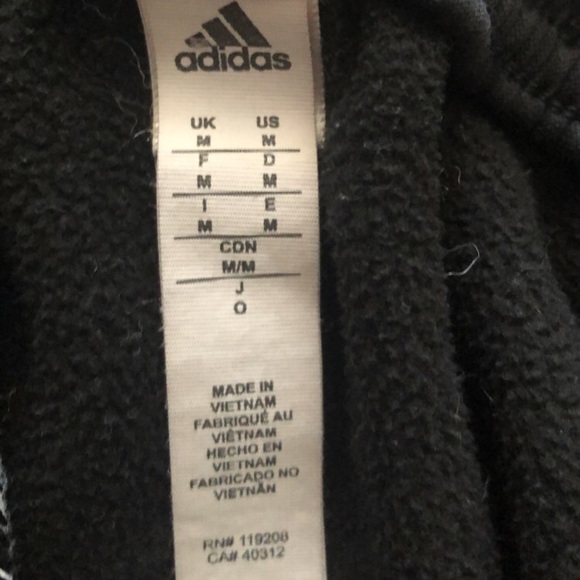 adidas
UK US
M M
F D
M M
I E
M M
CDN
M/M
J
O
MADE IN
VIETNAM
FABRIQUÉ AU
VIÊTNAM
HECHO EN
VIETNAM
FABRICADO NO
VIETNÃN
RN# 119208
CA# 40312